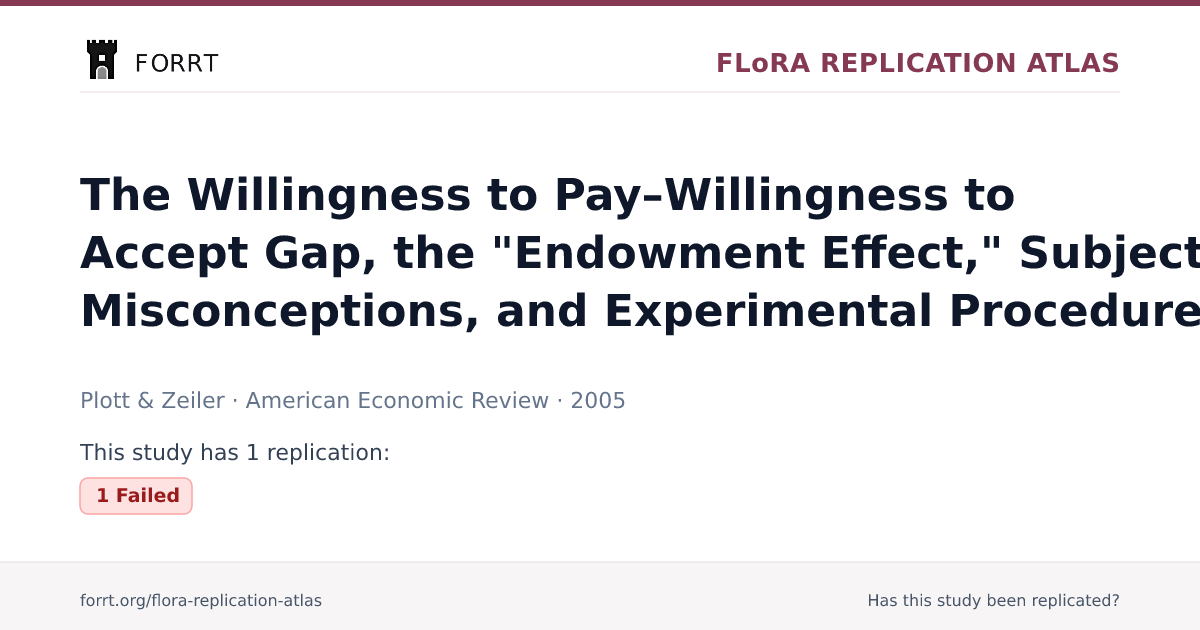 FORRT
FLoRA REPLICATION ATLAS
The Willingness to Pay–Willingness to
Accept Gap, the "Endowment Effect," Subject
Misconceptions, and Experimental Procedure
Plott & Zeiler · American Economic Review · 2005
This study has 1 replication:
1 Failed
forrt.org/flora-replication-atlas
Has this study been replicated?